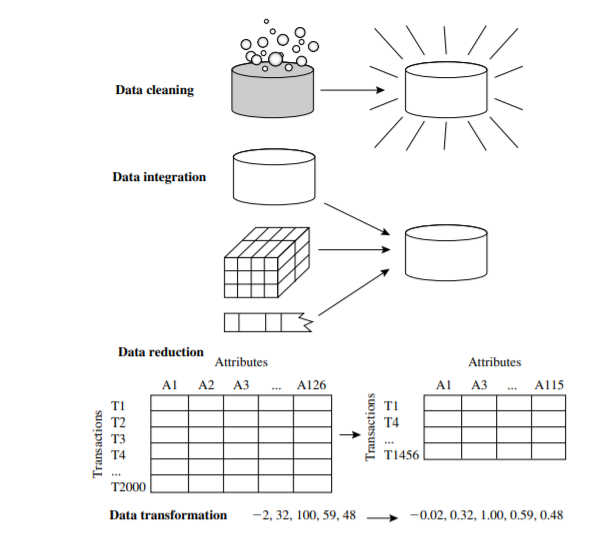 Data cleaning
Data integration
Data reduction
Attributes
A1 A2 A3 ... A126
Transactions
T1
T2
T3
T4
...
T2000
Attributes
A1 A3 ... A115
Transactions
T1
T4
...
T1456
Data transformation −2, 32, 100, 59, 48 −0.02, 0.32, 1.00, 0.59, 0.48